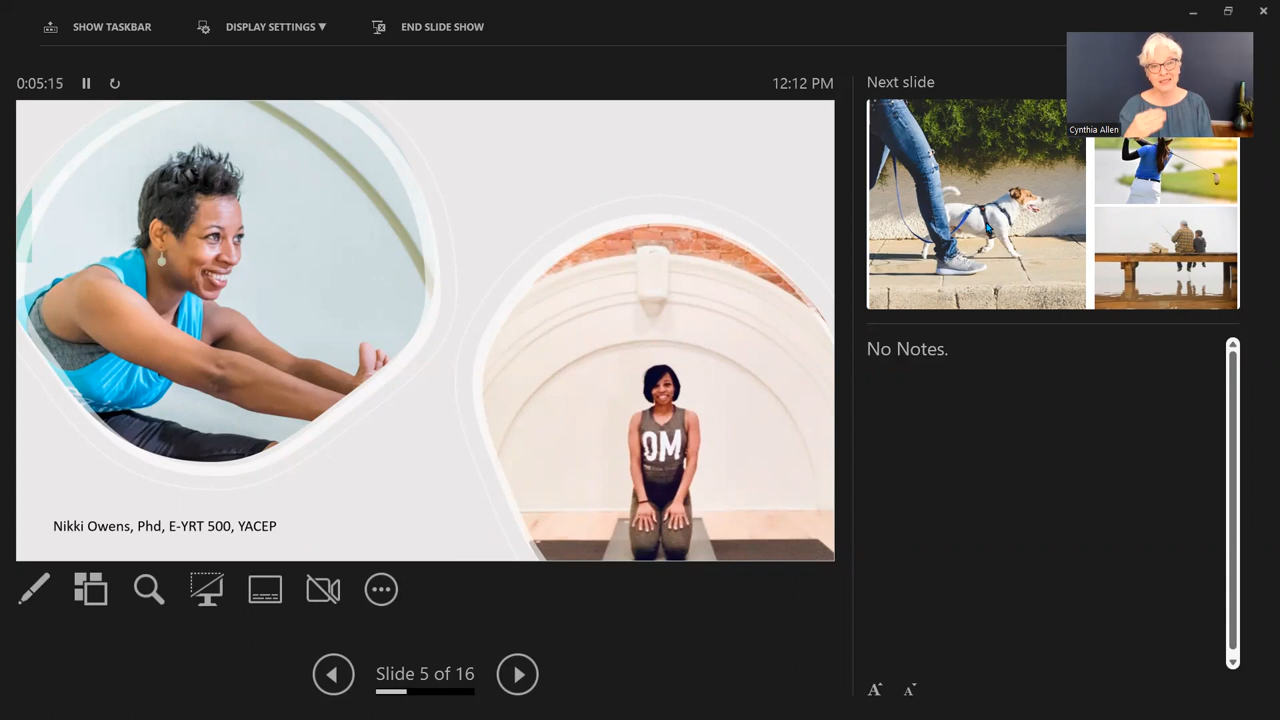 SHOW TASKBAR
DISPLAY SETTINGS ▼
END SLIDE SHOW
0:05:15
12:12 PM
Next slide
Cynthia Allen
OM
Nikki Owens, Phd, E-YRT 500, YACEP
No Notes.
Slide 5 of 16
A A